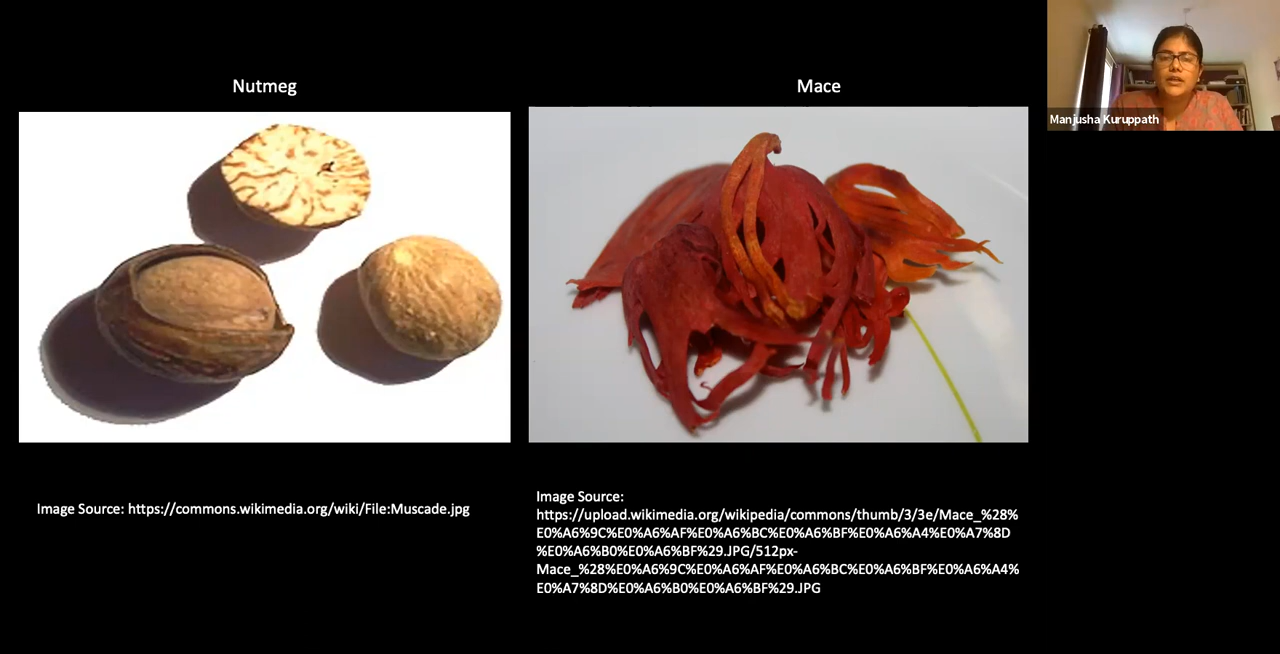 Nutmeg
Mace
Manjusha Kuruppath
Image Source: https://commons.wikimedia.org/wiki/File:Muscade.jpg
Image Source:
https://upload.wikimedia.org/wikipedia/commons/thumb/3/3e/Mace_%28%
E0%A6%9C%E0%A6%AF%E0%A6%BC%E0%A6%BF%E0%A6%A4%E0%A7%8D
%E0%A6%B0%E0%A6%BF%29.JPG/512px-
Mace_%28%E0%A6%9C%E0%A6%AF%E0%A6%BC%E0%A6%BF%E0%A6%A4%
E0%A7%8D%E0%A6%B0%E0%A6%BF%29.JPG